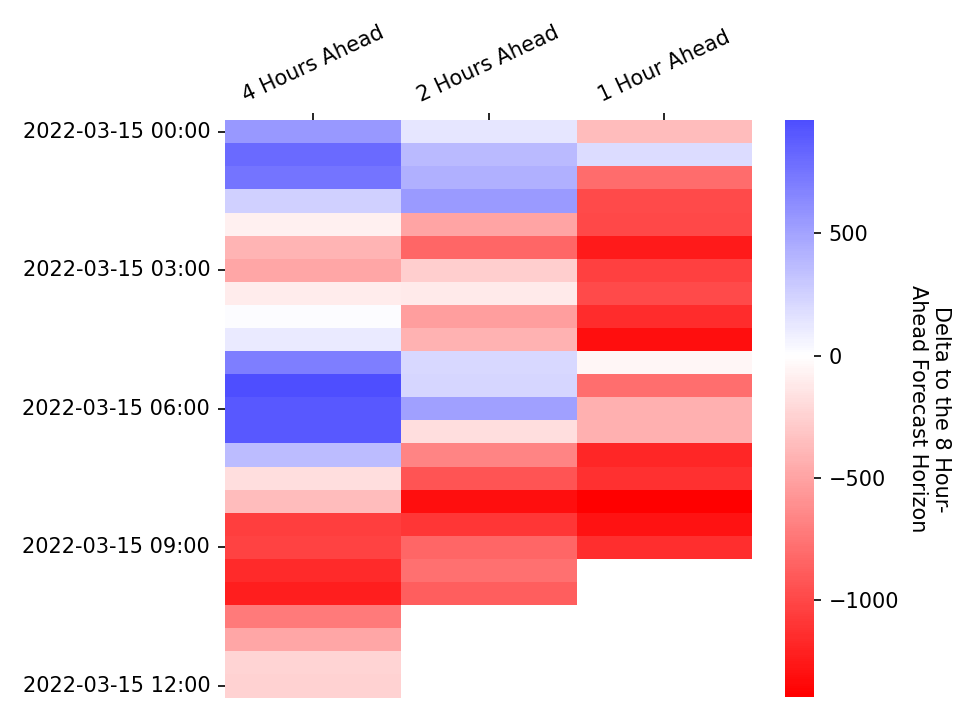 4 Hours Ahead
2 Hours Ahead
1 Hour Ahead
2022-03-15 00:00
2022-03-15 03:00
2022-03-15 06:00
2022-03-15 09:00
2022-03-15 12:00
500
0
−500
−1000
Delta to the 8 Hour-
Ahead Forecast Horizon